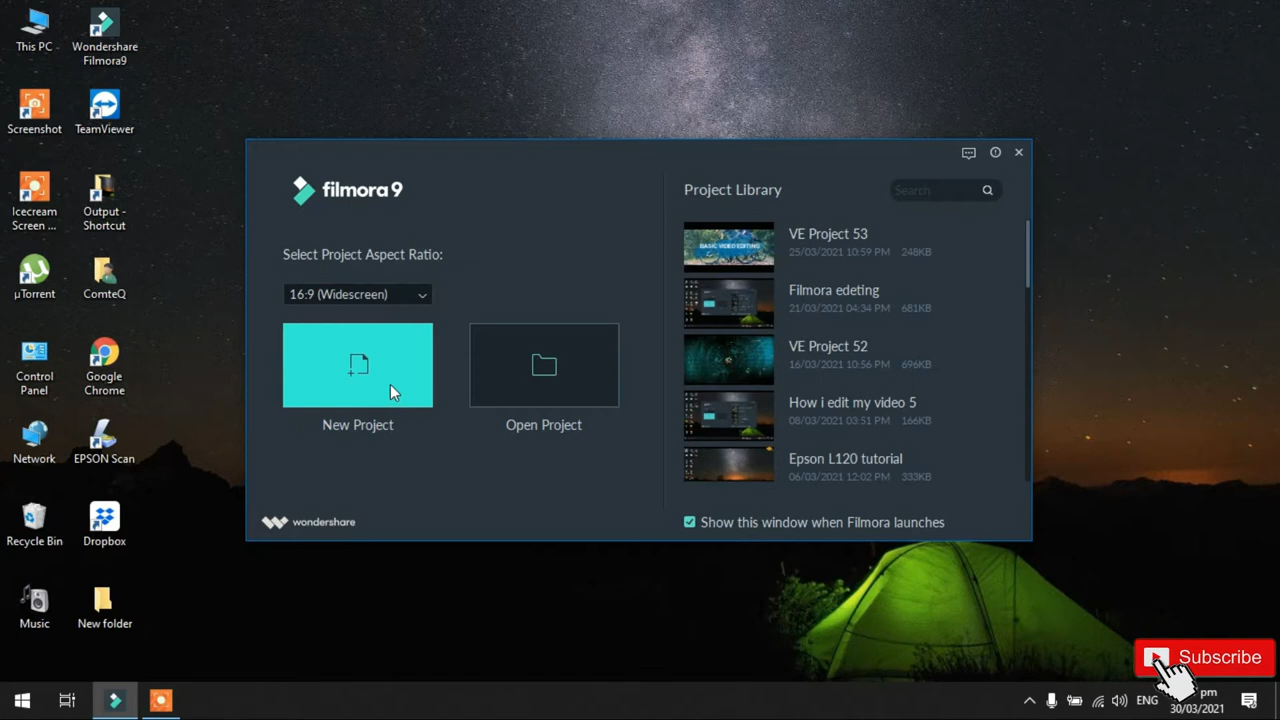 This PC
Wondershare
Filmora9
Screenshot
TeamViewer
Icecream
Screen ...
Output -
Shortcut
µTorrent
ComteQ
Control
Panel
Google
Chrome
Network
EPSON Scan
Recycle Bin
Dropbox
Music
New folder
filmora9
Select Project Aspect Ratio:
16:9 (Widescreen)
New Project
Open Project
wondershare
Project Library
Search
BASIC VIDEO EDITING
VE Project 53
25/03/2021 10:59 PM 248KB
Filmora edeting
21/03/2021 04:34 PM 681KB
VE Project 52
16/03/2021 10:56 PM 696KB
How i edit my video 5
08/03/2021 03:51 PM 166KB
Epson L120 tutorial
06/03/2021 12:02 PM 333KB
Show this window when Filmora launches
Subscribe
ENG
pm
30/03/2021